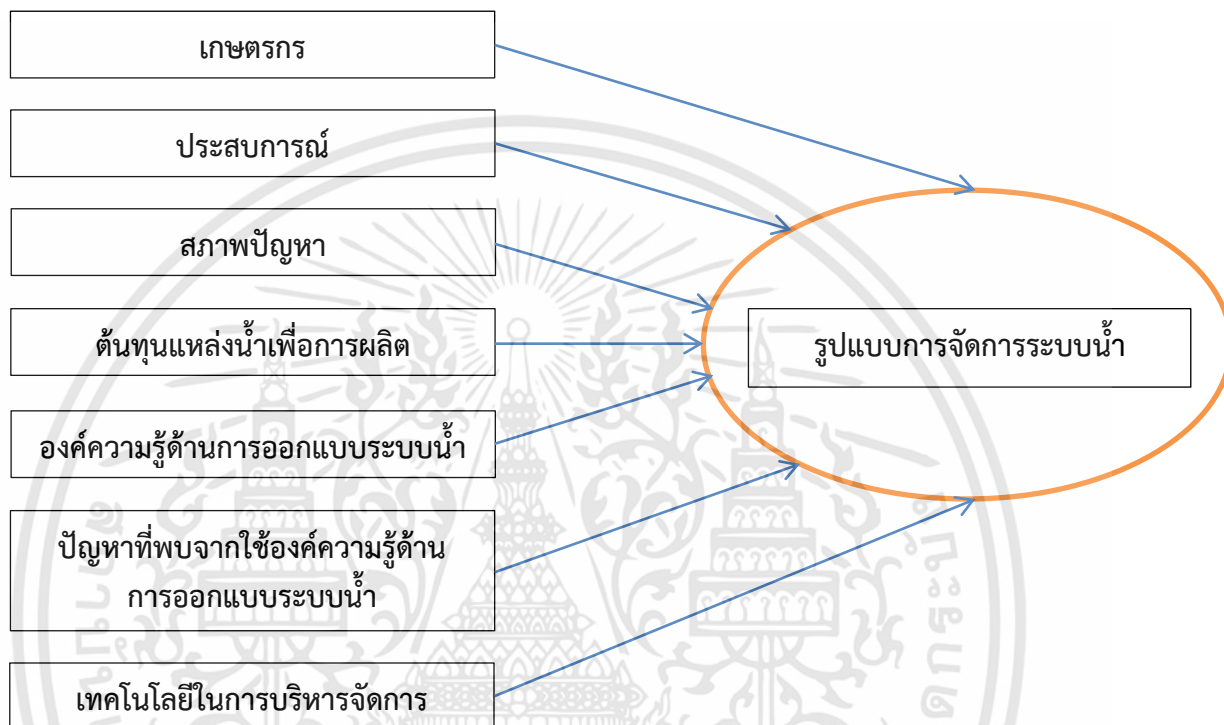 เกษตรกร
ประสบการณ์
สภาพปัญหา
ต้นทุนแหล่งน้ำเพื่อการผลิต
รูปแบบการจัดการระบบน้ำ
องค์ความรู้ด้านการออกแบบระบบน้ำ
ปัญหาที่พบจากใช้องค์ความรู้ด้าน
การออกแบบระบบน้ำ
เทคโนโลยีในการบริหารจัดการ